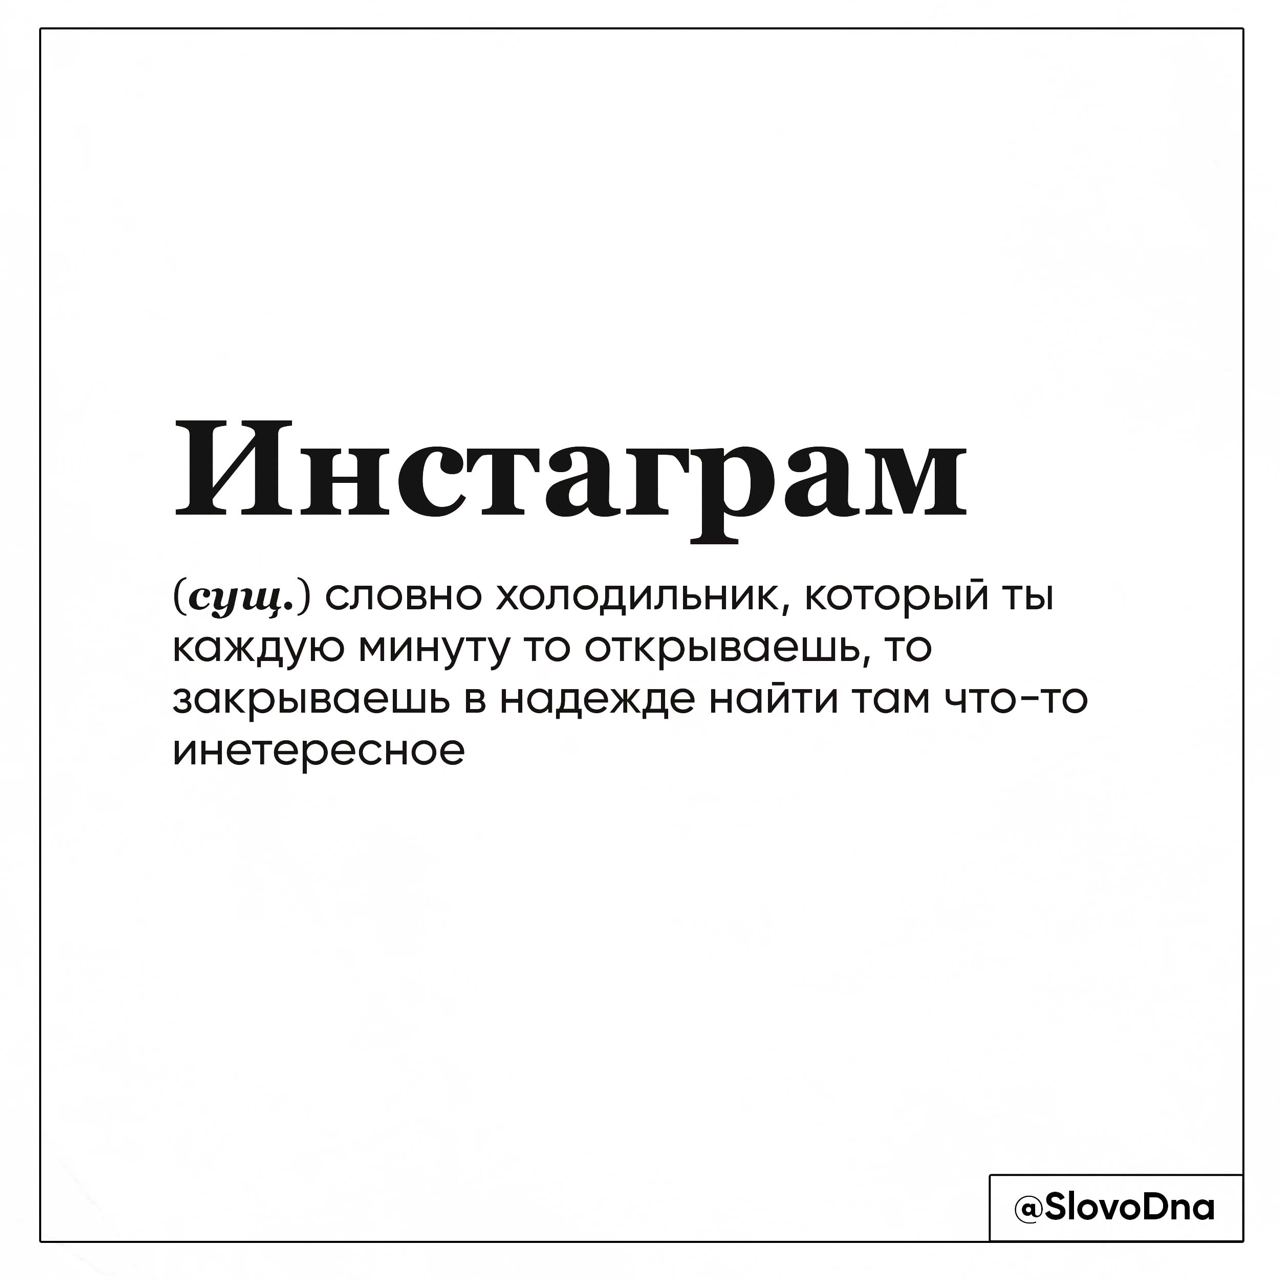 Инстаграм
(сущ.) словно холодильник, который ты
каждую минуту то открываешь, то
закрываешь в надежде найти там что-то
инетересное
@SlovoDna